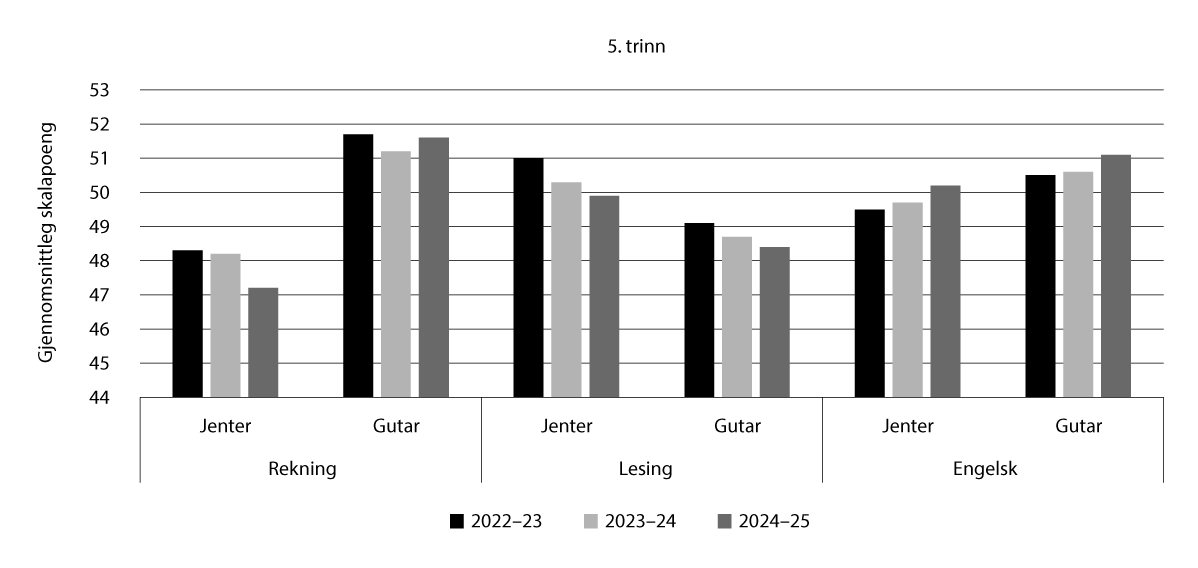 5. trinn
Gjennomsnittleg skalapoeng
53
52
51
50
49
48
47
46
45
44
Jenter Gutar Jenter Gutar Jenter Gutar
Rekning Lesing Engelsk
2022–23 2023–24 2024–25